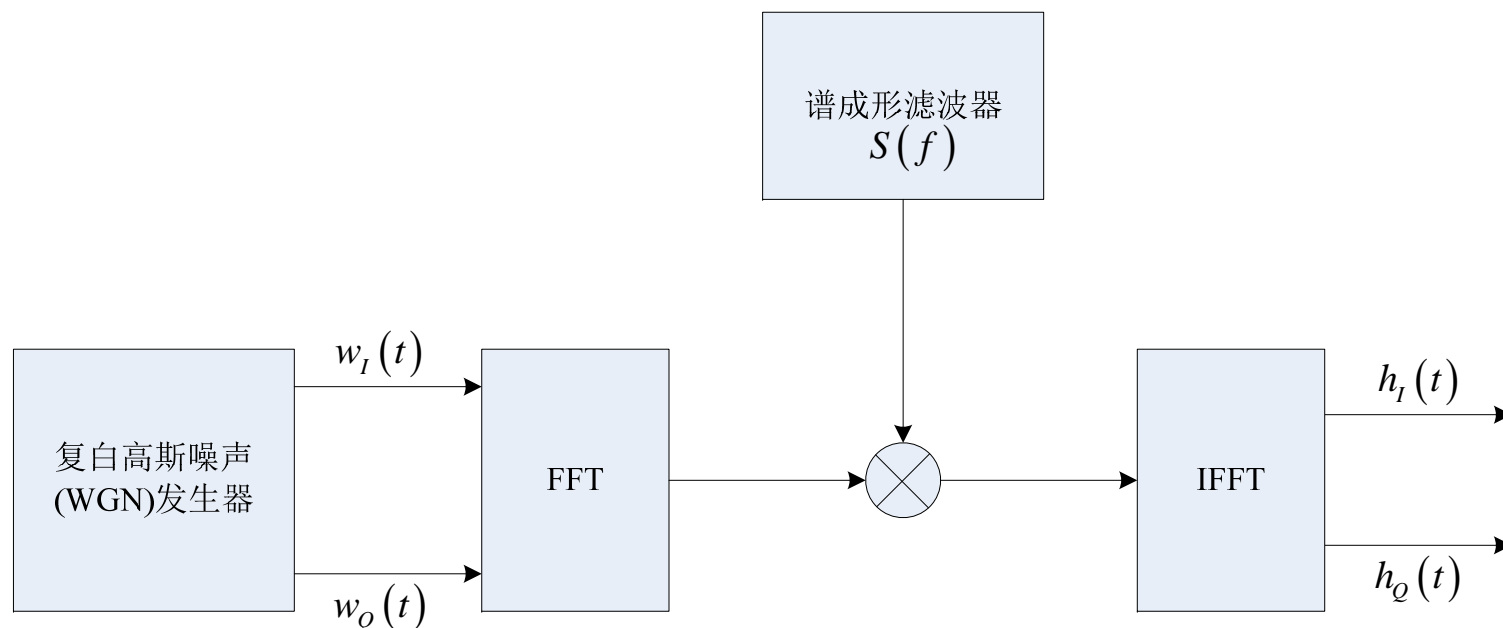 谱成形滤波器
S(f)
w_I(t)
h_I(t)
复白高斯噪声
(WGN)发生器
FFT
IFFT
w_Q(t)
h_Q(t)